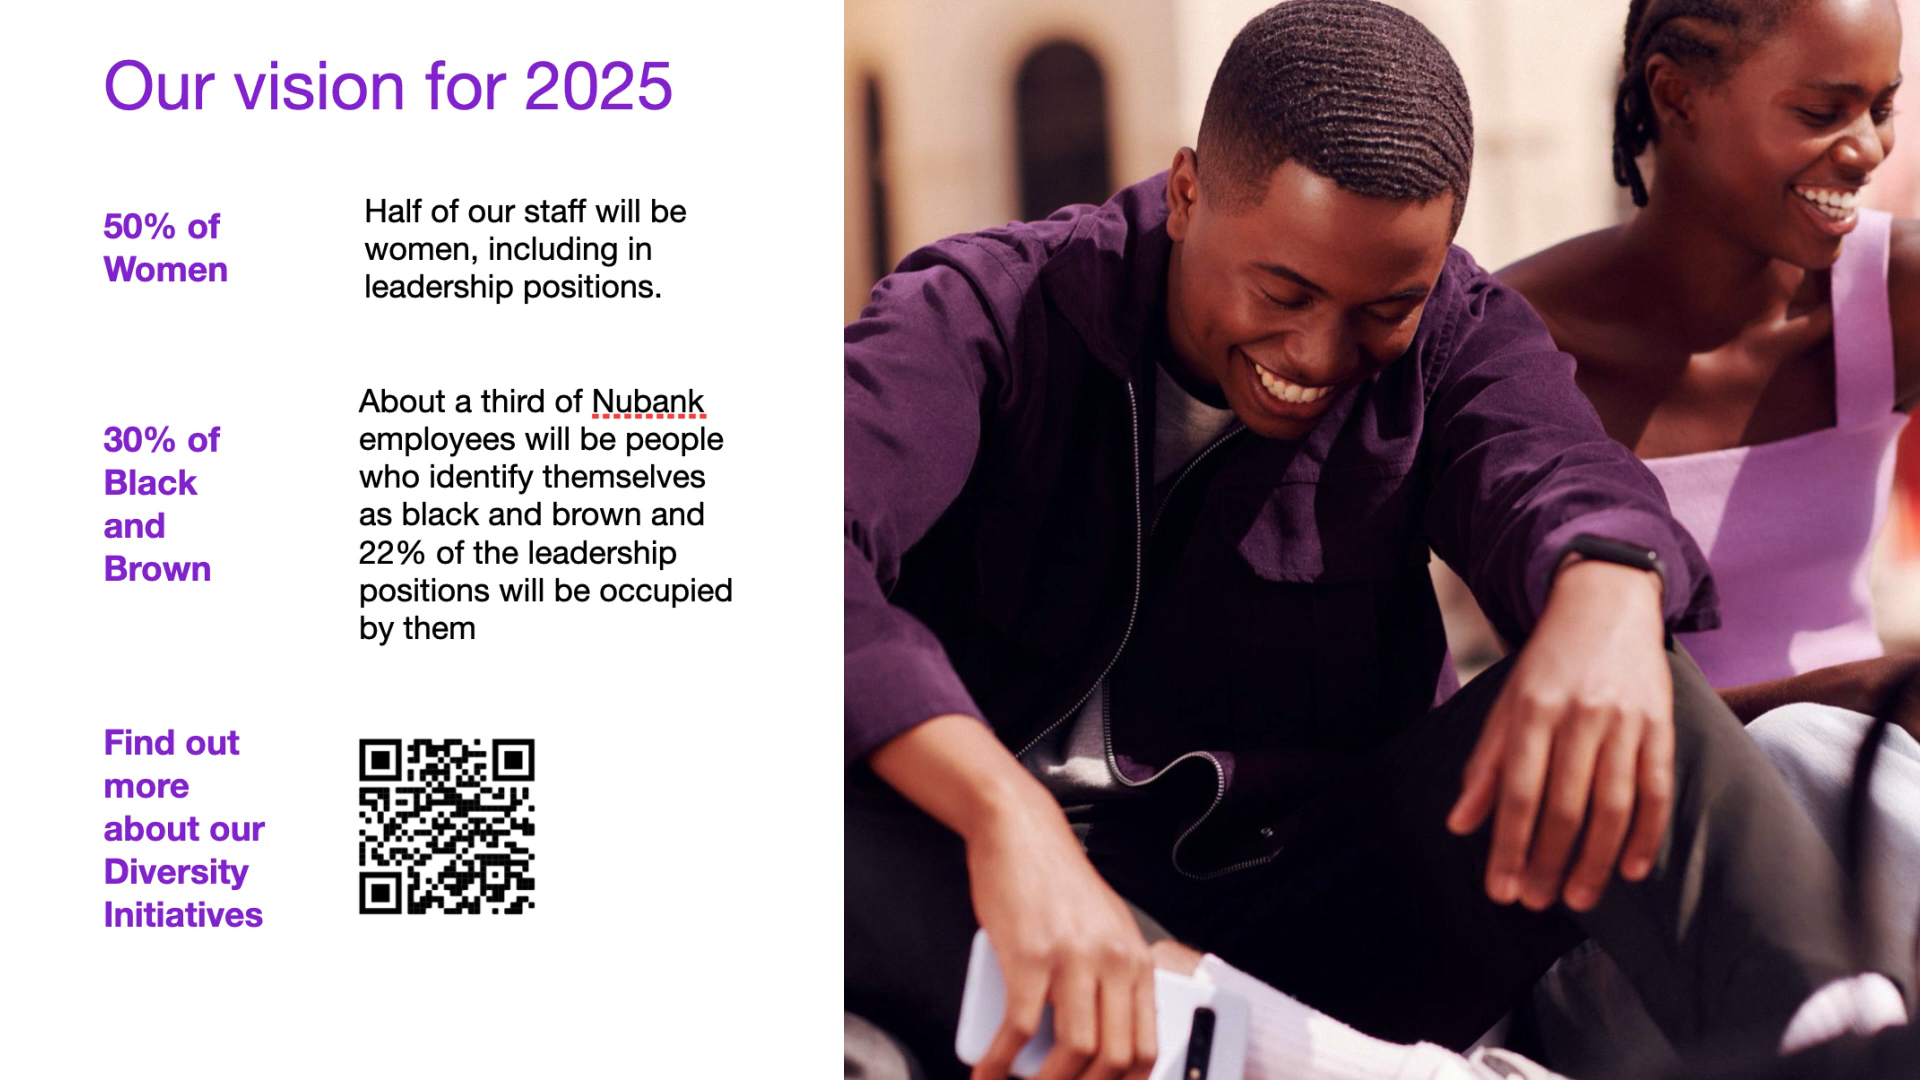 Our vision for 2025
50% of
Women
Half of our staff will be
women, including in
leadership positions.
30% of
Black
and
Brown
About a third of Nubank
employees will be people
who identify themselves
as black and brown and
22% of the leadership
positions will be occupied
by them
Find out
more
about our
Diversity
Initiatives